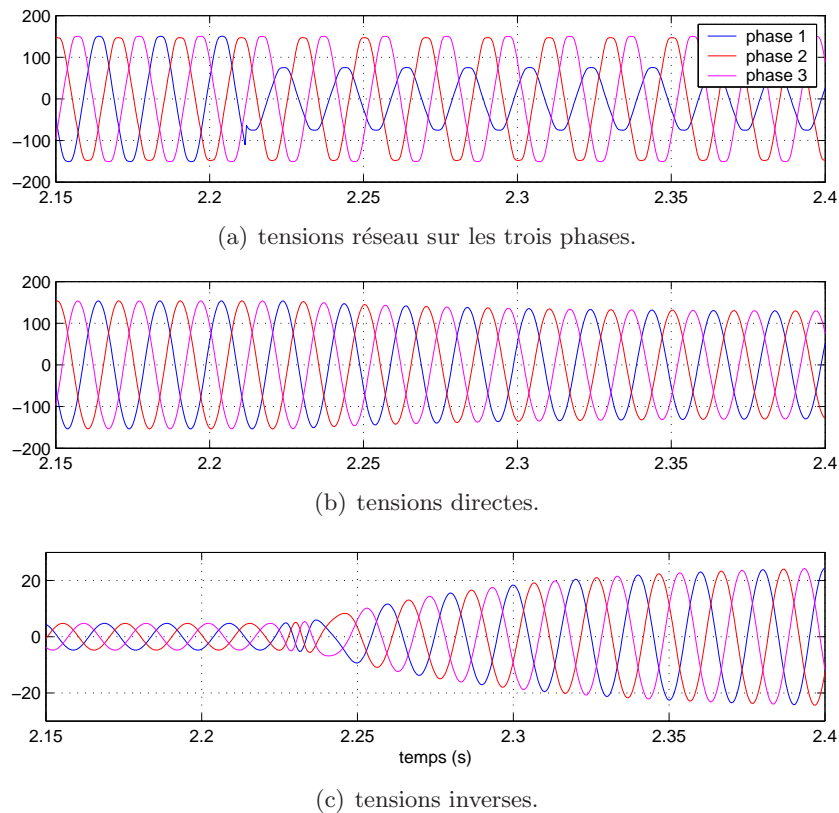 200
100
0
−100
−200
2.15 2.2 2.25 2.3 2.35 2.4
phase 1
phase 2
phase 3
(a) tensions réseau sur les trois phases.
200
100
0
−100
−200
2.15 2.2 2.25 2.3 2.35 2.4
(b) tensions directes.
20
0
−20
2.15 2.2 2.25 2.3 2.35 2.4
temps (s)
(c) tensions inverses.